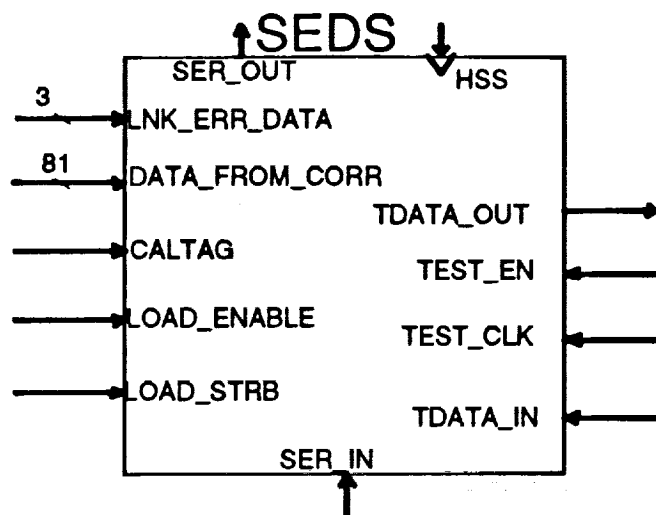 SEDS
SER_OUT
HSS
3
LNK_ERR_DATA
81
DATA_FROM_CORR
TDATA_OUT
CALTAG
TEST_EN
LOAD_ENABLE
TEST_CLK
LOAD_STRB
TDATA_IN
SER_IN